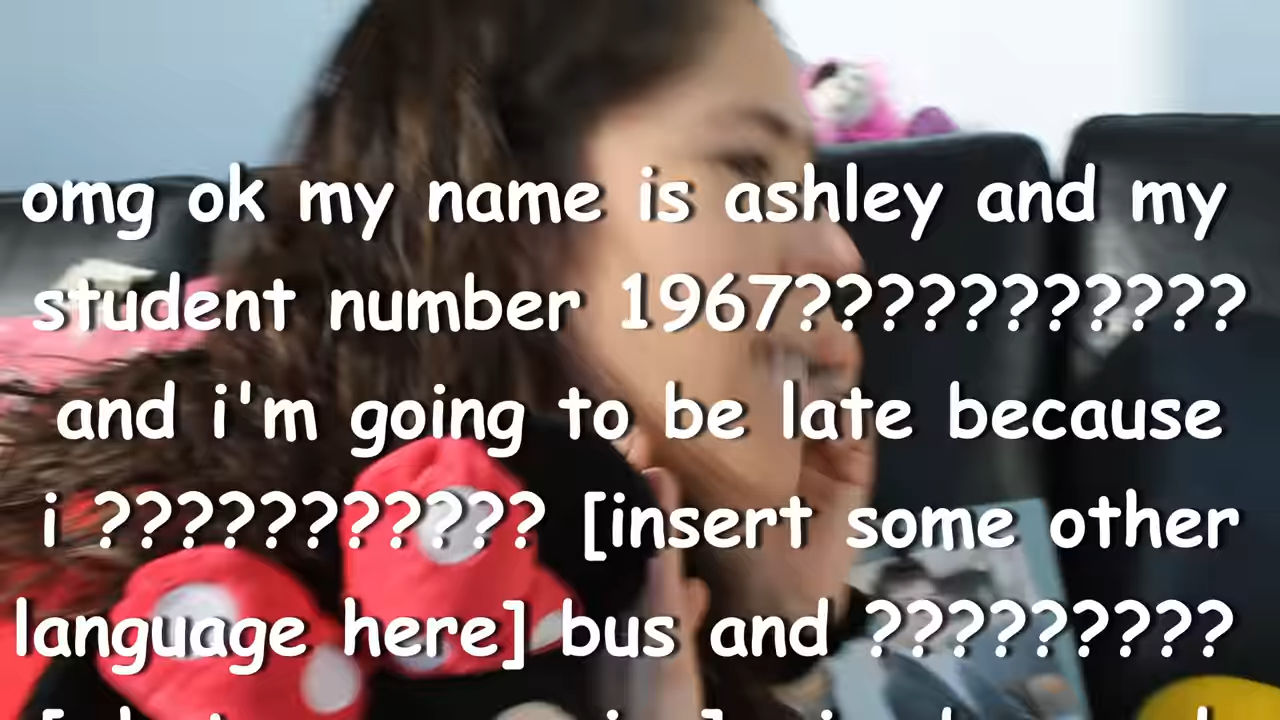 omg ok my name is ashley and my
student number 1967???????????
and i'm going to be late because
i ??????????? [insert some other
language here] bus and ?????????